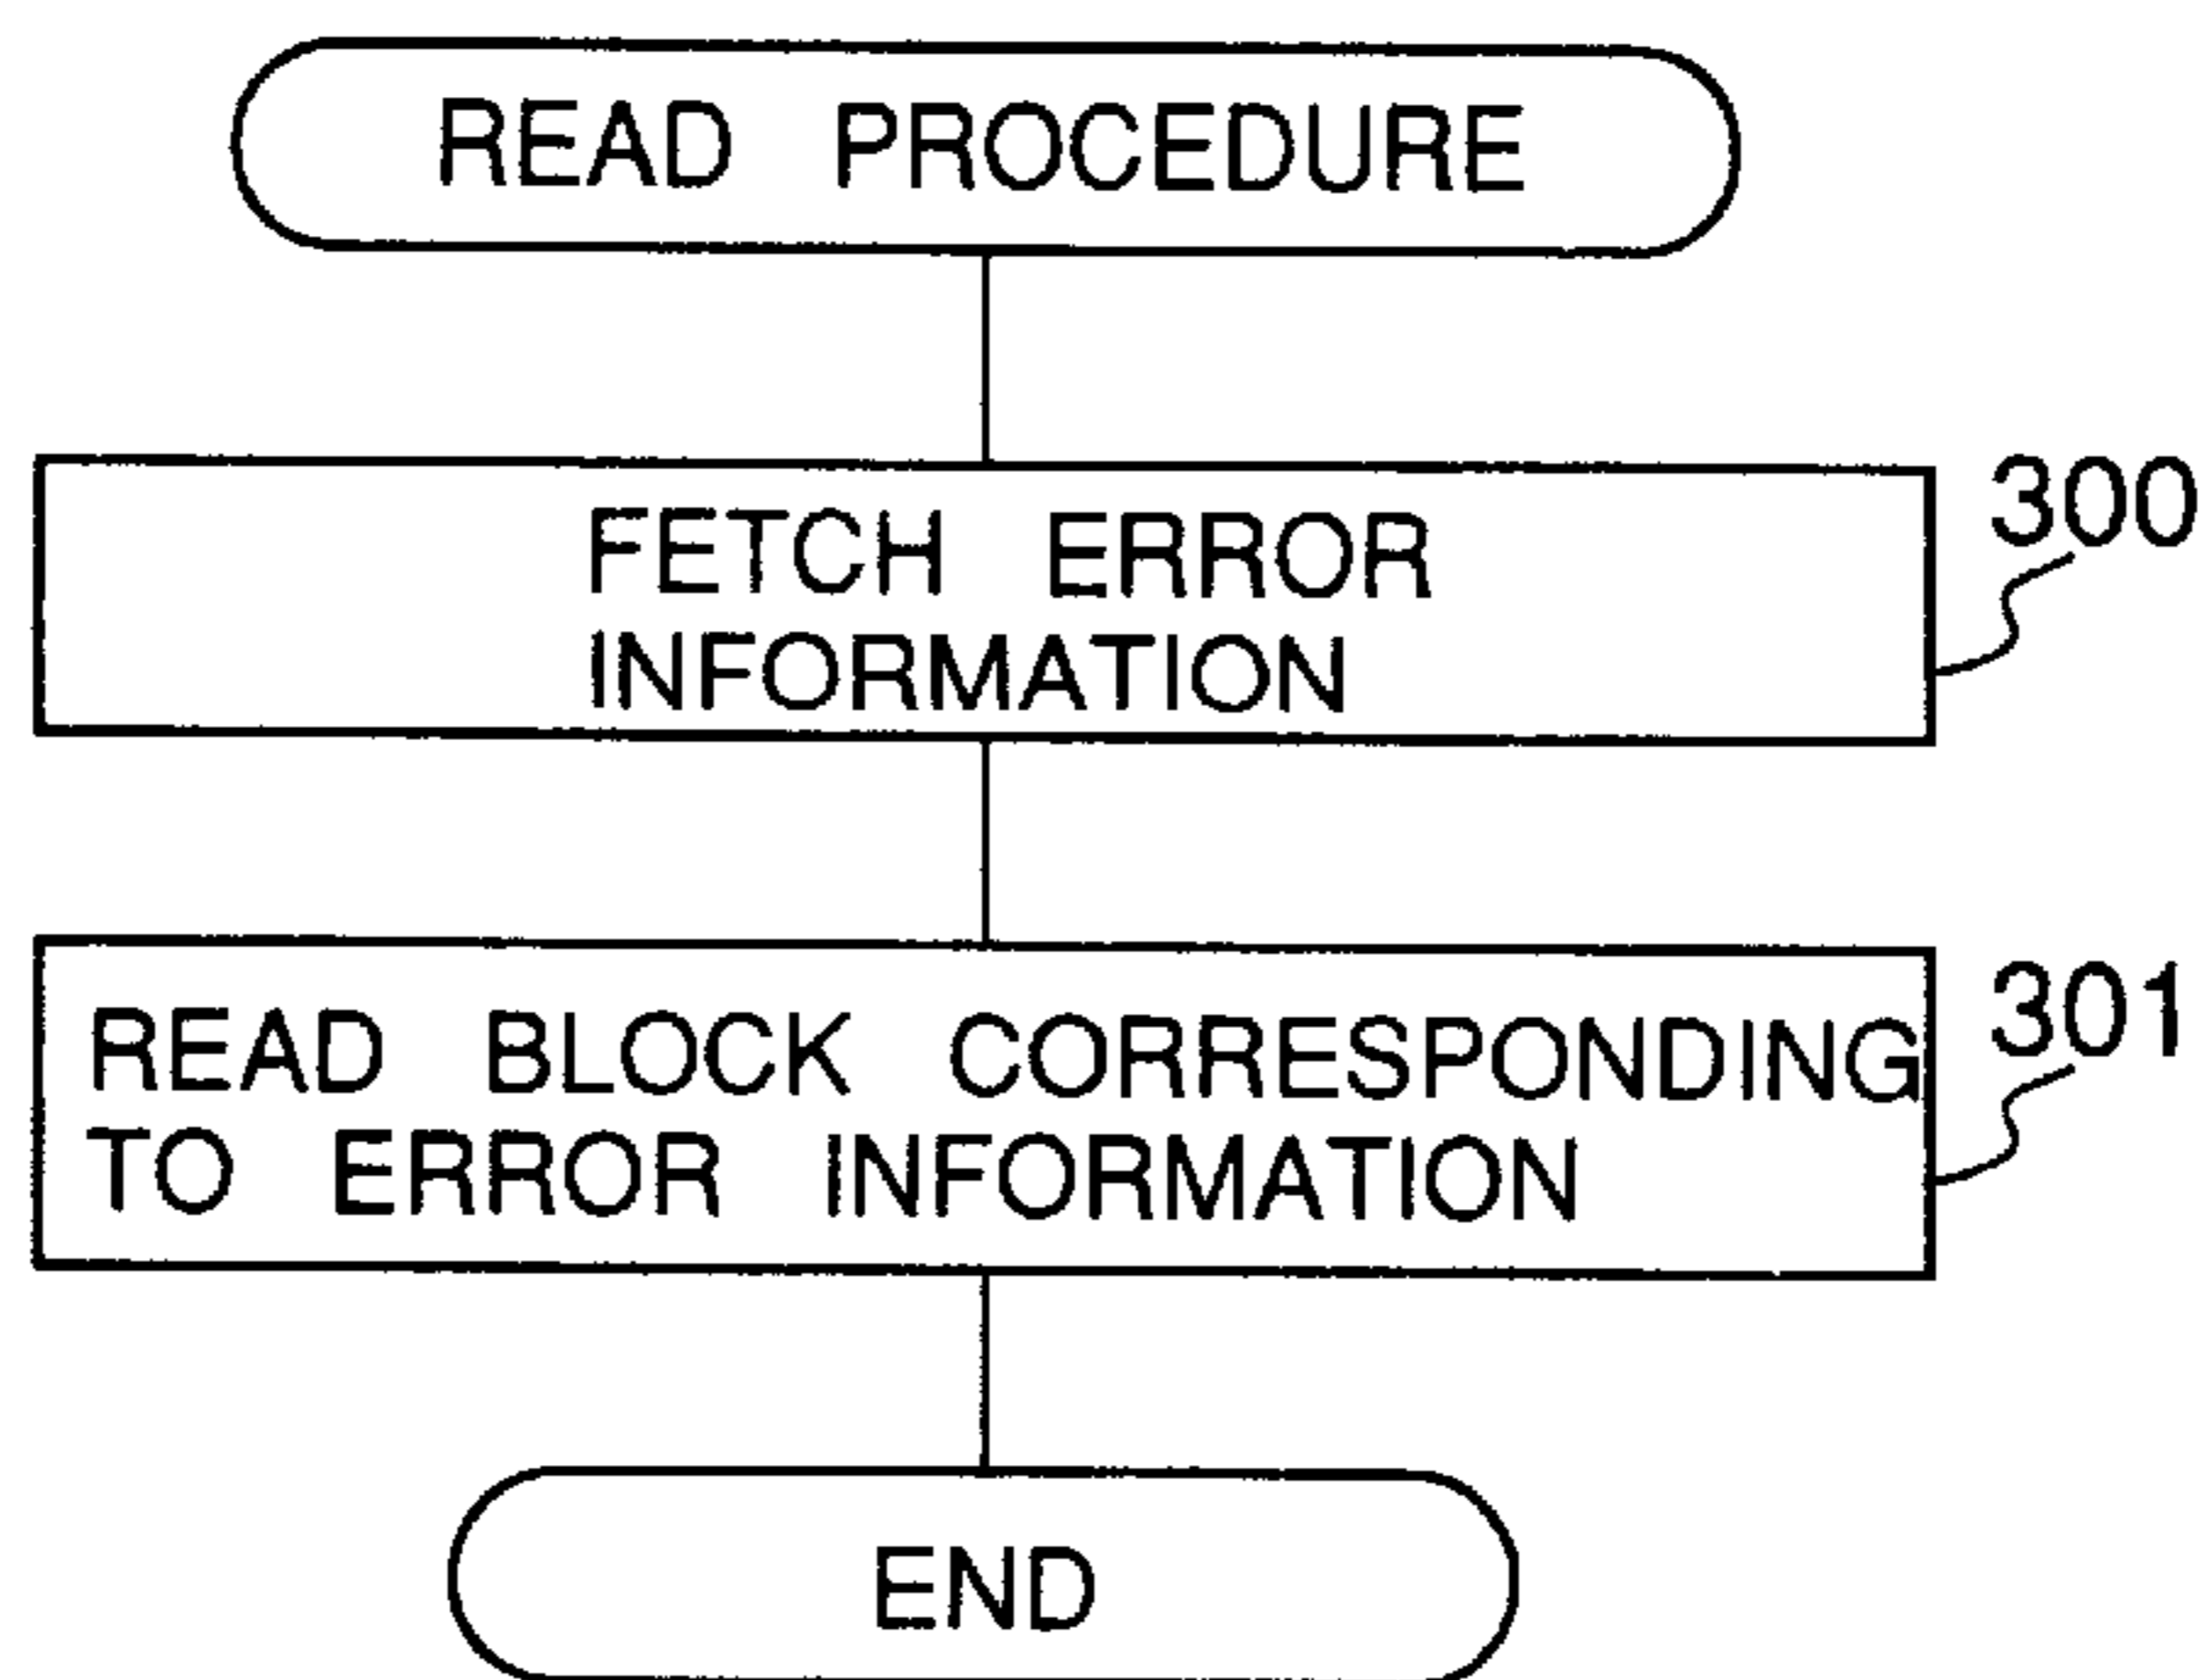 READ PROCEDURE
FETCH ERROR
INFORMATION
300
READ BLOCK CORRESPONDING
TO ERROR INFORMATION
301
END